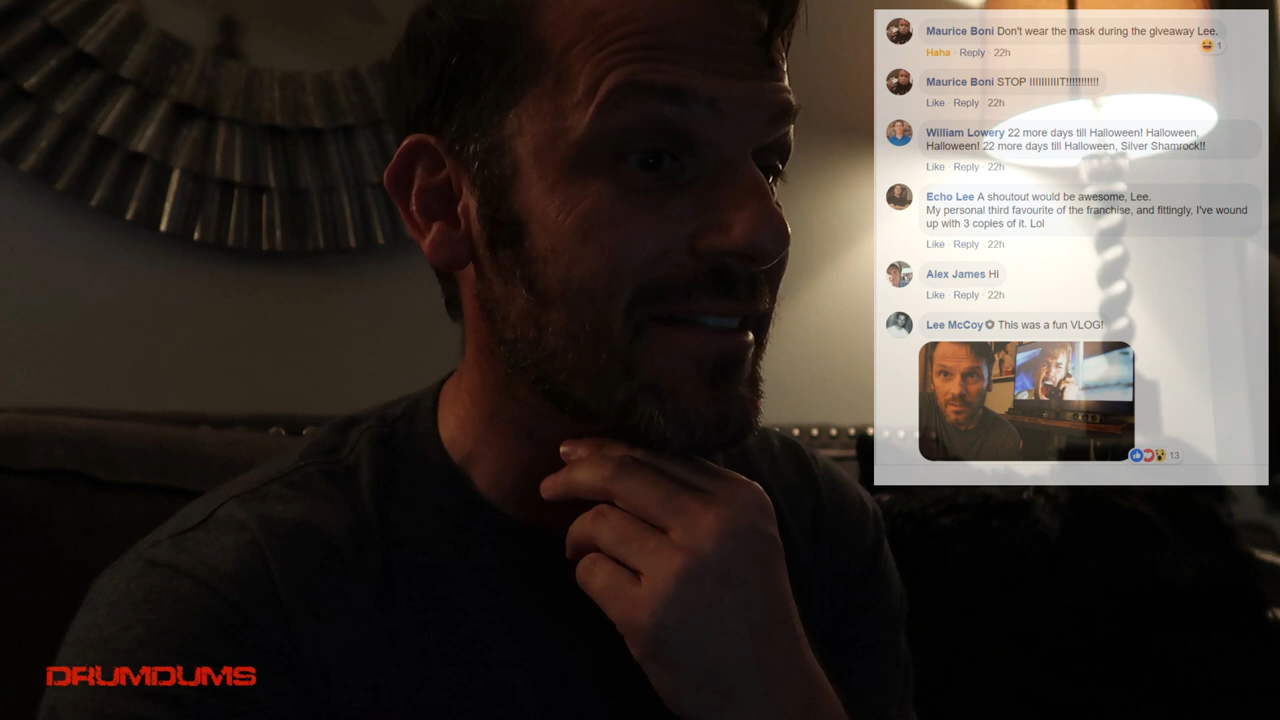 Maurice Boni Don't wear the mask during the giveaway Lee.
1
Haha · Reply · 22h
Maurice Boni STOP IIIIIIIIIIT!!!!!!!!!!!
Like · Reply · 22h
William Lowery 22 more days till Halloween! Halloween,
Halloween! 22 more days till Halloween, Silver Shamrock!!
Like · Reply · 22h
Echo Lee A shoutout would be awesome, Lee.
My personal third favourite of the franchise, and fittingly, I've wound
up with 3 copies of it. Lol
Like · Reply · 22h
Alex James Hi
Like · Reply · 22h
Lee McCoy This was a fun VLOG!
13
DRUMDUMS